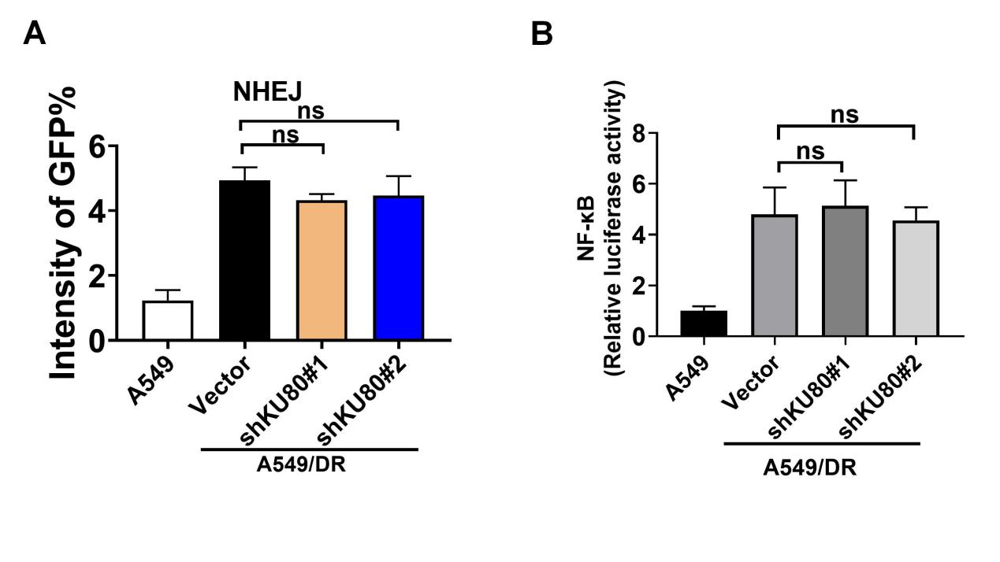 A
NHEJ
ns
ns
Intensity of GFP%
6
4
2
0
A549
Vector
shKU80#1
shKU80#2
A549/DR
B
ns
ns
NF-κB
(Relative luciferase activity)
8
6
4
2
0
A549
Vector
shKU80#1
shKU80#2
A549/DR